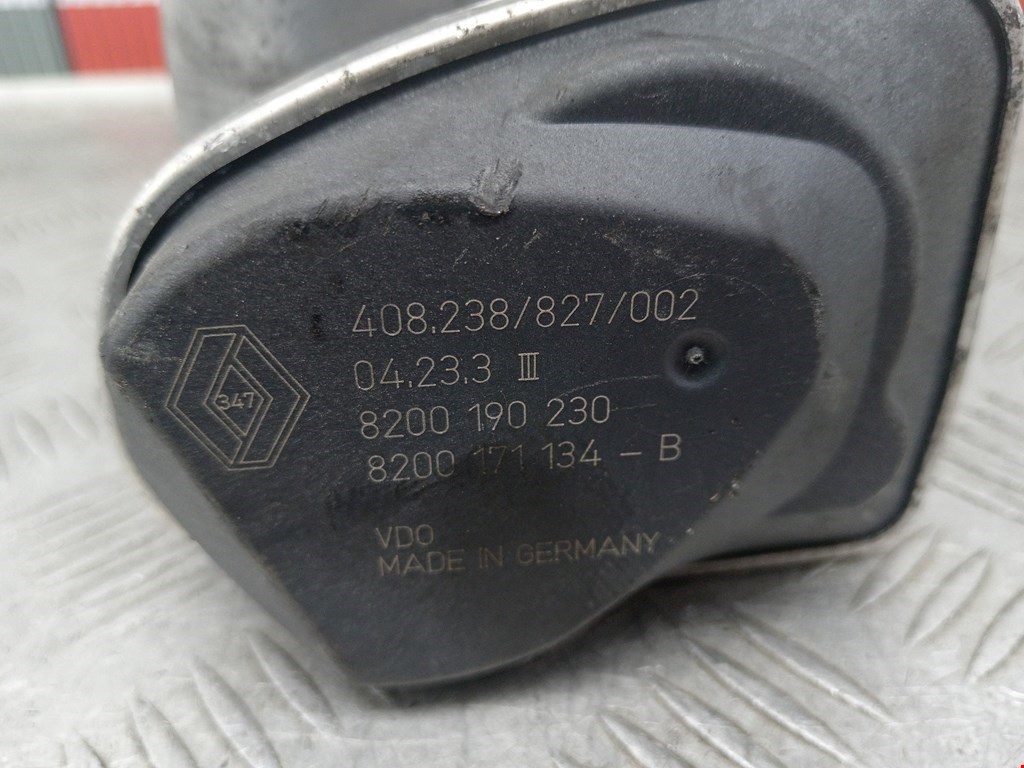 408.238/827/002
04.23.3 III
347
8200 190 230
8200 171 134 - B
VDO
MADE IN GERMANY